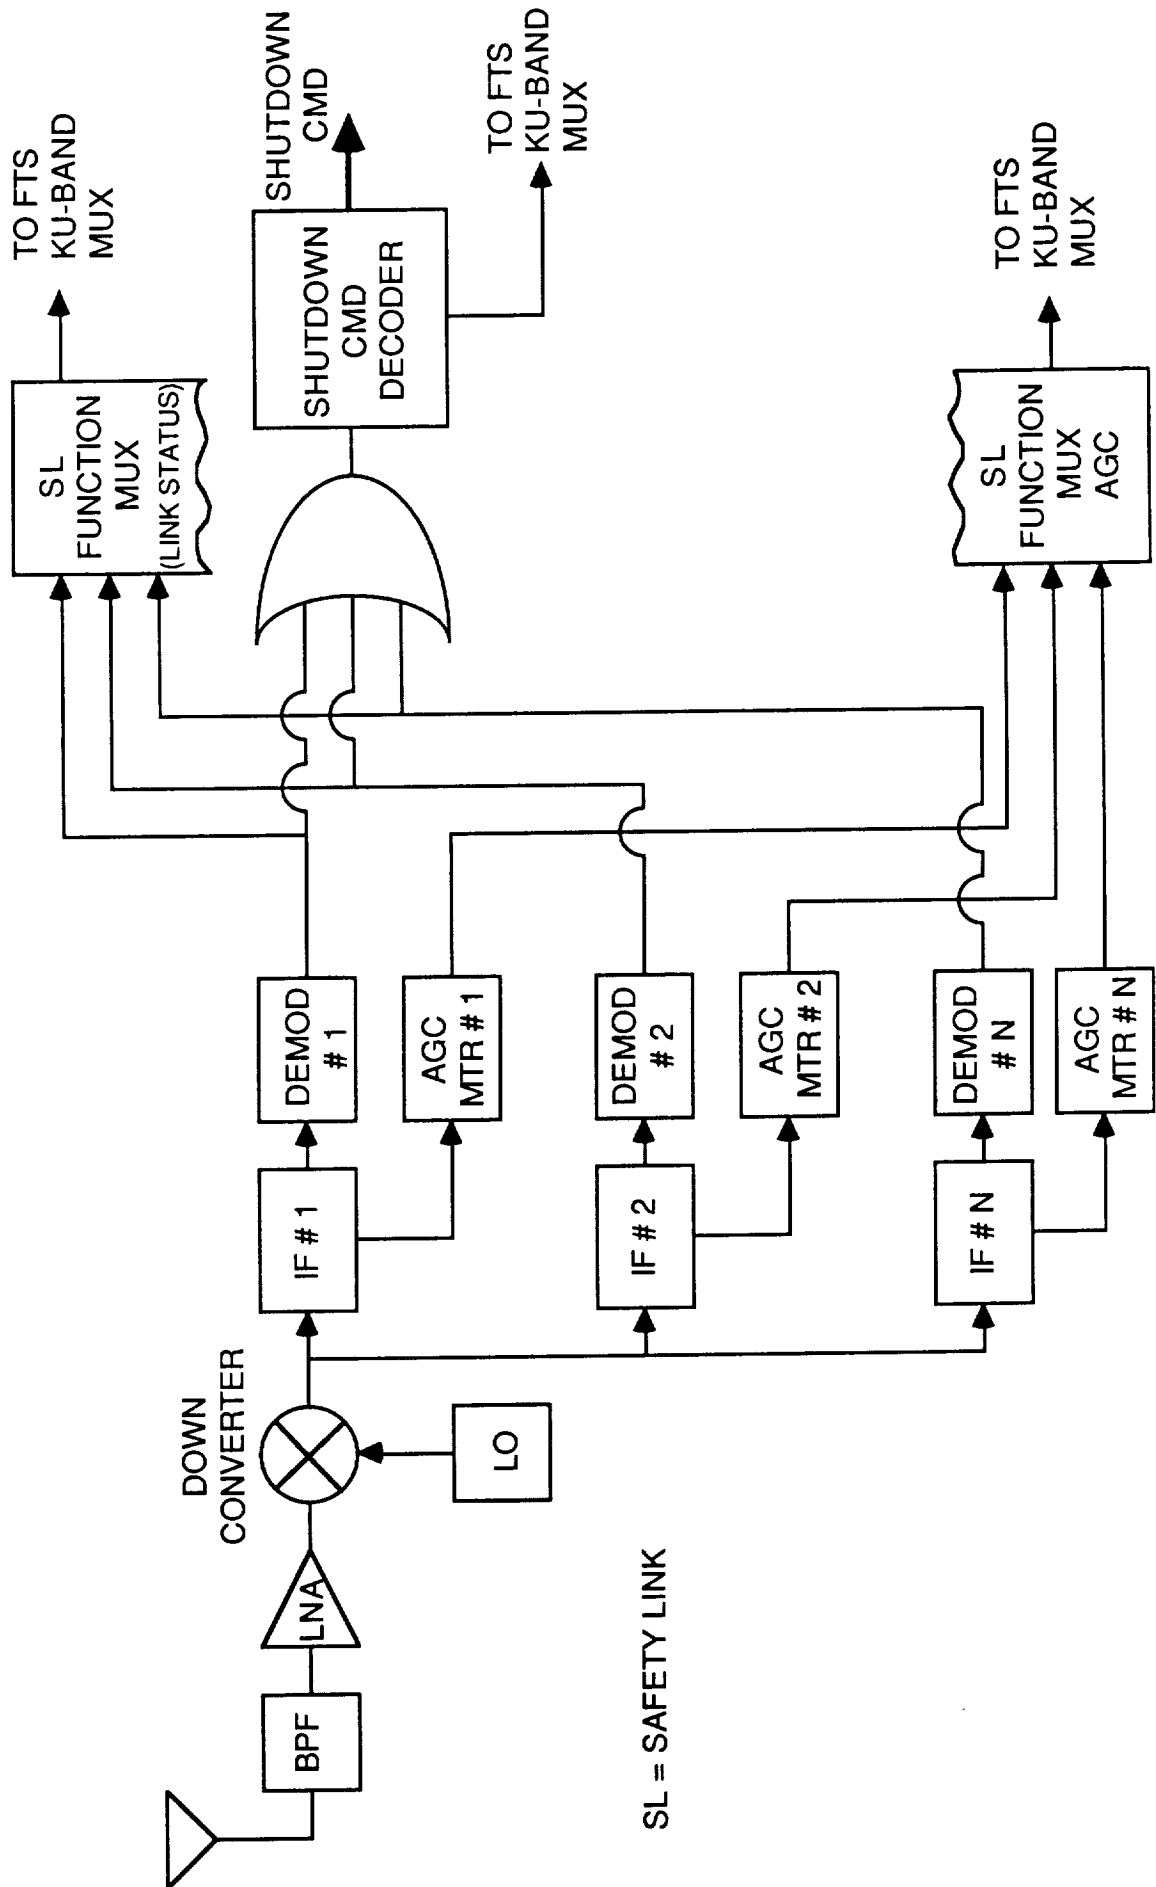 BPF
LNA
DOWN
CONVERTER
LO
IF # 1
DEMOD
# 1
AGC
MTR # 1
IF # 2
DEMOD
# 2
AGC
MTR # 2
IF # N
DEMOD
# N
AGC
MTR # N
SL
FUNCTION
MUX
(LINK STATUS)
TO FTS
KU-BAND
MUX
SHUTDOWN
CMD
DECODER
SHUTDOWN
CMD
TO FTS
KU-BAND
MUX
SL
FUNCTION
MUX
AGC
TO FTS
KU-BAND
MUX
SL = SAFETY LINK